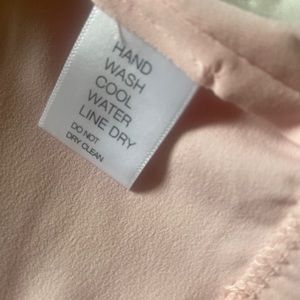 HAND
WASH
COOL
WATER
LINE DRY
DO NOT
DRY CLEAN